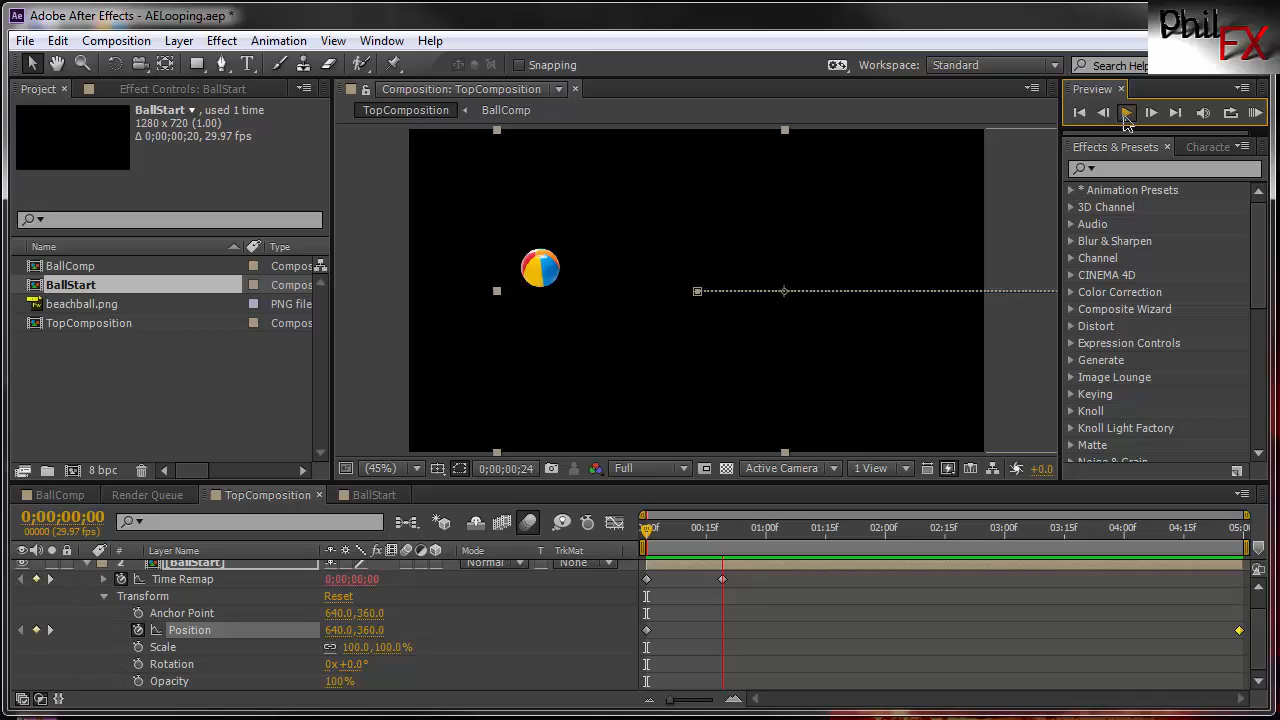 Adobe After Effects - AELooping.aep *
Phil
FX
File Edit Composition Layer Effect Animation View Window Help
Snapping
Workspace: Standard
Search Help
Project
Effect Controls: BallStart
Composition: TopComposition
Preview
BallStart , used 1 time
1280 x 720 (1.00)
Δ 0;00;00;20, 29.97 fps
TopComposition BallComp
Effects & Presets Characte
* Animation Presets
3D Channel
Audio
Blur & Sharpen
Channel
CINEMA 4D
Color Correction
Composite Wizard
Distort
Expression Controls
Generate
Image Lounge
Keying
Knoll
Knoll Light Factory
Matte
Noise & Grain
Name Type
BallComp Compos
BallStart Compos
beachball.png PNG file
TopComposition Compos
8 bpc
(45%) 0;00;00;24 Full Active Camera 1 View +0.0
BallComp Render Queue TopComposition BallStart
0;00;00;00
00000 (29.97 fps)
00f 00:15f 01:00f 01:15f 02:00f 02:15f 03:00f 03:15f 04:00f 04:15f 05:00
# Layer Name Mode T TrkMat
2 [BallStart] Normal None
Time Remap 0;00;00;00
Transform Reset
Anchor Point 640.0,360.0
Position 640.0,360.0
Scale 100.0,100.0%
Rotation 0x+0.0°
Opacity 100%